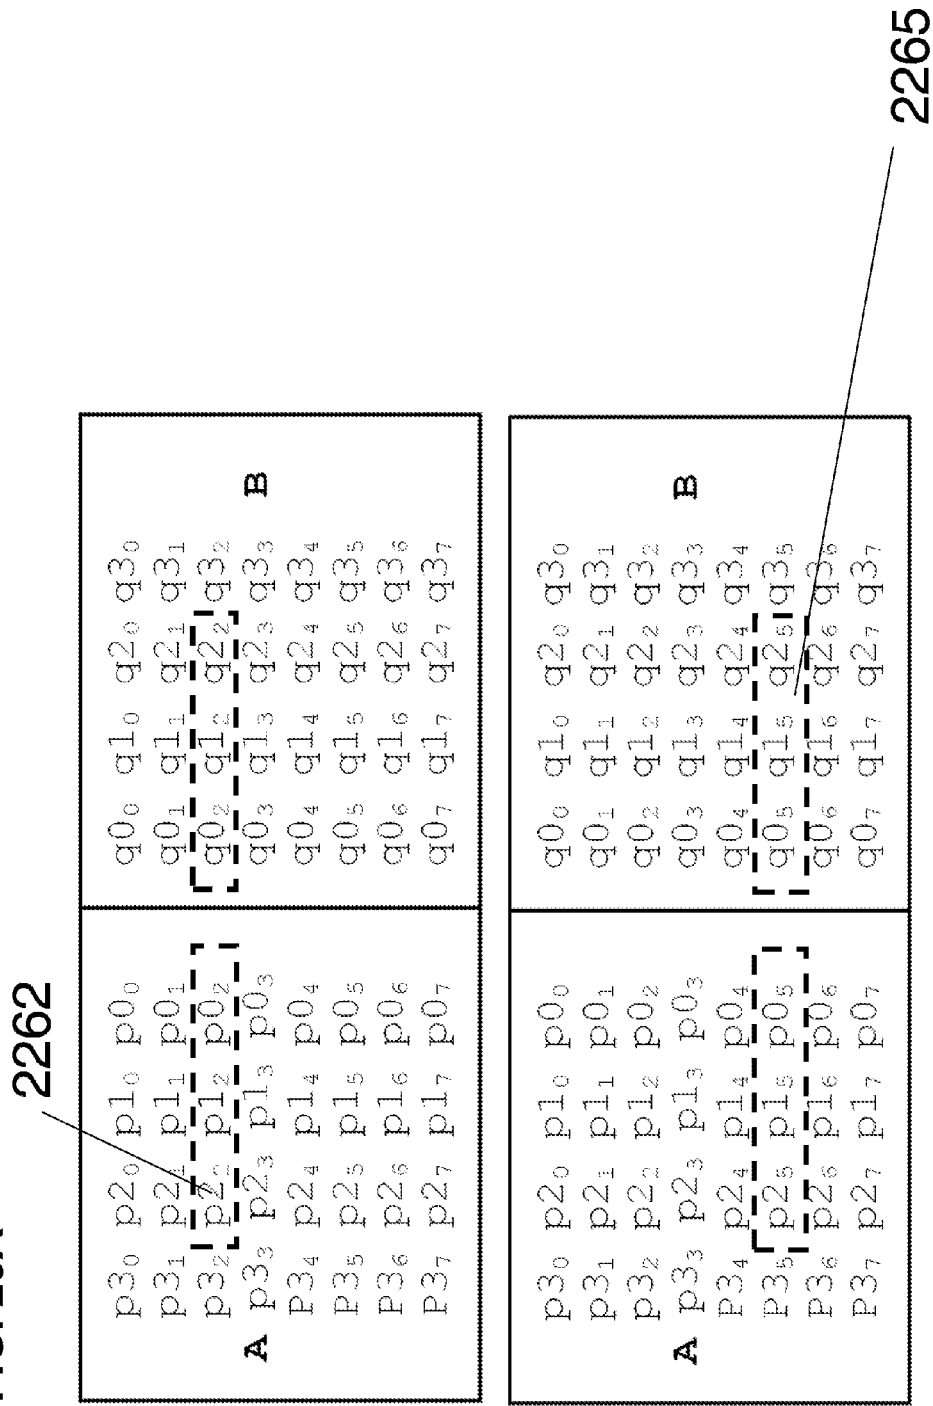 2262
p3₀ p2₀ p1₀ p0₀ q0₀ q1₀ q2₀ q3₀
p3₁ p2₁ p1₁ p0₁ q0₁ q1₁ q2₁ q3₁
p3₂ p2₂ p1₂ p0₂ q0₂ q1₂ q2₂ q3₂
A p3₃ p2₃ p1₃ p0₃ q0₃ q1₃ q2₃ q3₃ B
P3₄ p2₄ p1₄ p0₄ q0₄ q1₄ q2₄ q3₄
P3₅ p2₅ p1₅ p0₅ q0₅ q1₅ q2₅ q3₅
P3₆ p2₆ p1₆ p0₆ q0₆ q1₆ q2₆ q3₆
P3₇ p2₇ p1₇ p0₇ q0₇ q1₇ q2₇ q3₇
p3₀ p2₀ p1₀ p0₀ q0₀ q1₀ q2₀ q3₀
p3₁ p2₁ p1₁ p0₁ q0₁ q1₁ q2₁ q3₁
p3₂ p2₂ p1₂ p0₂ q0₂ q1₂ q2₂ q3₂
A p3₃ p2₃ p1₃ p0₃ q0₃ q1₃ q2₃ q3₃ B
P3₄ p2₄ p1₄ p0₄ q0₄ q1₄ q2₄ q3₄
P3₅ p2₅ p1₅ p0₅ q0₅ q1₅ q2₅ q3₅
P3₆ p2₆ p1₆ p0₆ q0₆ q1₆ q2₆ q3₆
P3₇ p2₇ p1₇ p0₇ q0₇ q1₇ q2₇ q3₇
2265